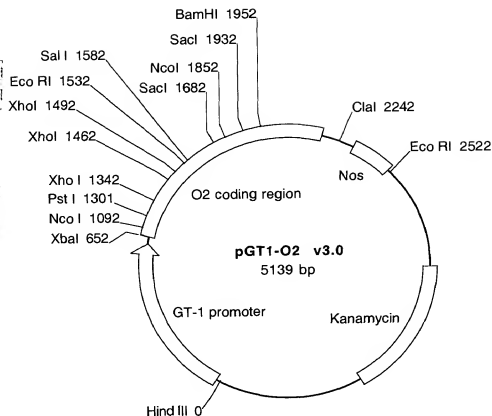 BamHI 1952
SacI 1932
Sal I 1582
NcoI 1852
Eco RI 1532
SacI 1682
XhoI 1492
ClaI 2242
XhoI 1462
Eco RI 2522
Nos
Xho I 1342
O2 coding region
Pst I 1301
Nco I 1092
XbaI 652
pGT1-O2 v3.0
5139 bp
GT-1 promoter
Kanamycin
Hind III 0